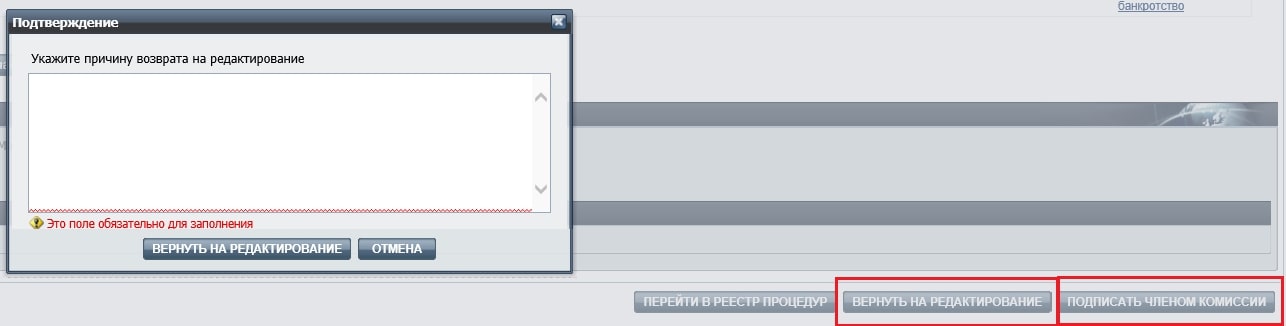 банкротство
Подтверждение
Укажите причину возврата на редактирование
Это поле обязательно для заполнения
ВЕРНУТЬ НА РЕДАКТИРОВАНИЕ ОТМЕНА
ПЕРЕЙТИ В РЕЕСТР ПРОЦЕДУР ВЕРНУТЬ НА РЕДАКТИРОВАНИЕ ПОДПИСАТЬ ЧЛЕНОМ КОМИССИИ